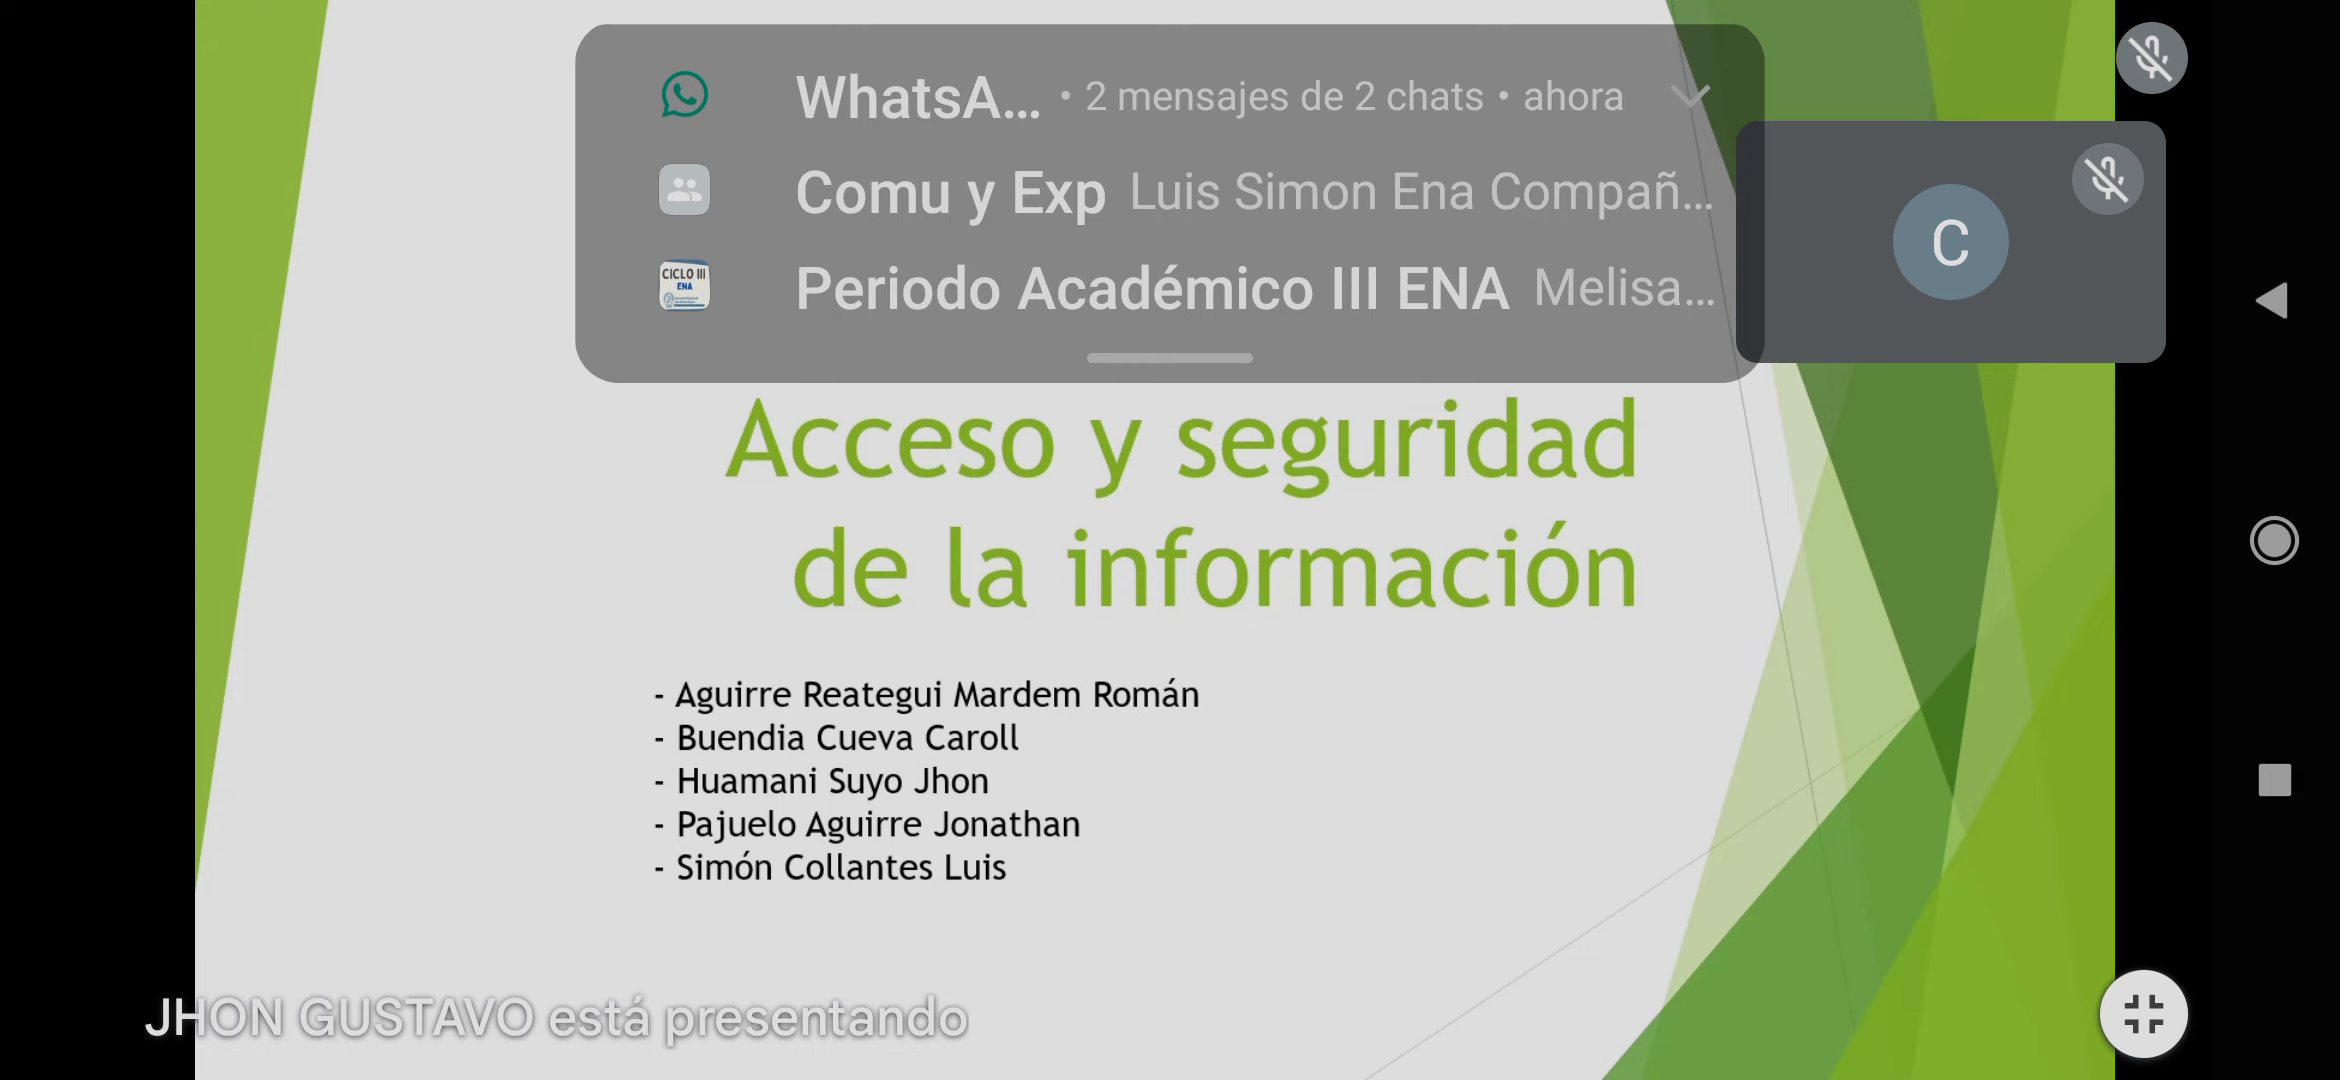 WhatsA... • 2 mensajes de 2 chats • ahora
Comu y Exp Luis Simon Ena Compañ...
CICLO III
ENA
Periodo Académico III ENA Melisa...
C
Acceso y seguridad
de la información
- Aguirre Reategui Mardem Román
- Buendia Cueva Caroll
- Huamani Suyo Jhon
- Pajuelo Aguirre Jonathan
- Simón Collantes Luis
JHON GUSTAVO está presentando